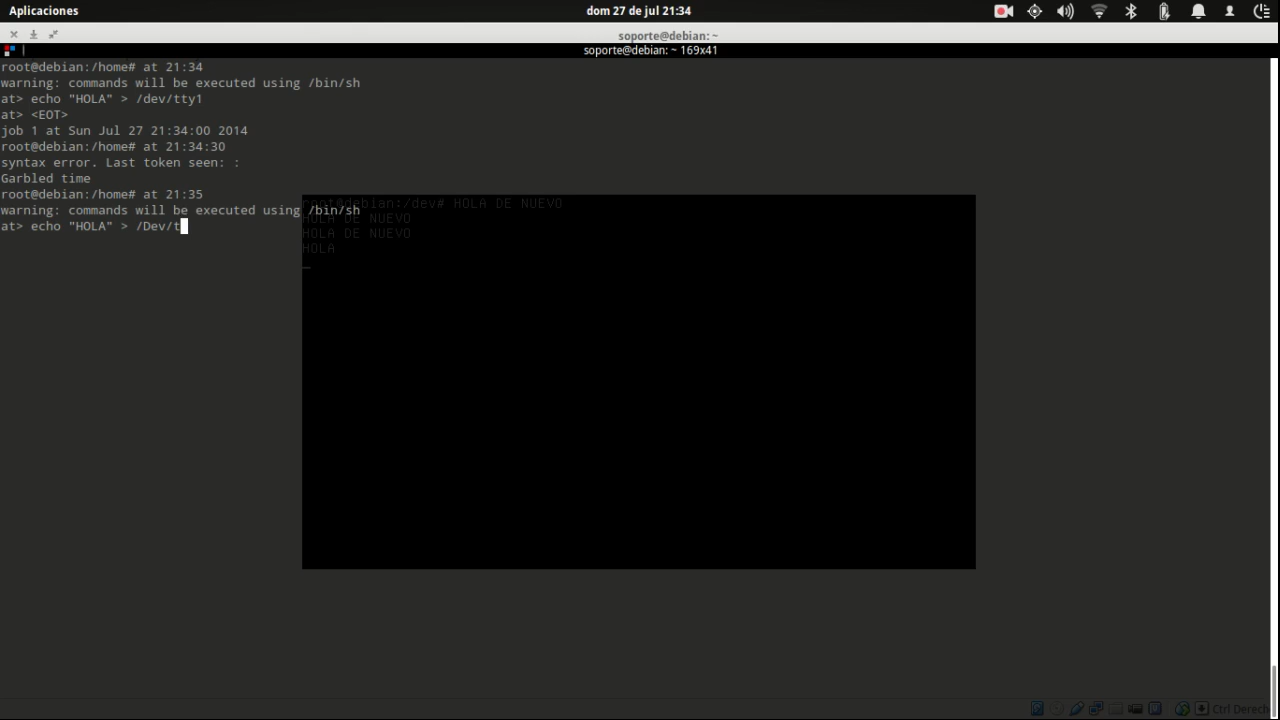 Aplicaciones
dom 27 de jul 21:34
soporte@debian: ~
soporte@debian: ~ 169x41
root@debian:/home# at 21:34
warning: commands will be executed using /bin/sh
at> echo "HOLA" > /dev/tty1
at> <EOT>
job 1 at Sun Jul 27 21:34:00 2014
root@debian:/home# at 21:34:30
syntax error. Last token seen: :
Garbled time
root@debian:/home# at 21:35
warning: commands will be executed using /bin/sh
at> echo "HOLA" > /Dev/t
root@debian:/dev# HOLA DE NUEVO
HOLA DE NUEVO
HOLA DE NUEVO
HOLA
Ctrl Derech